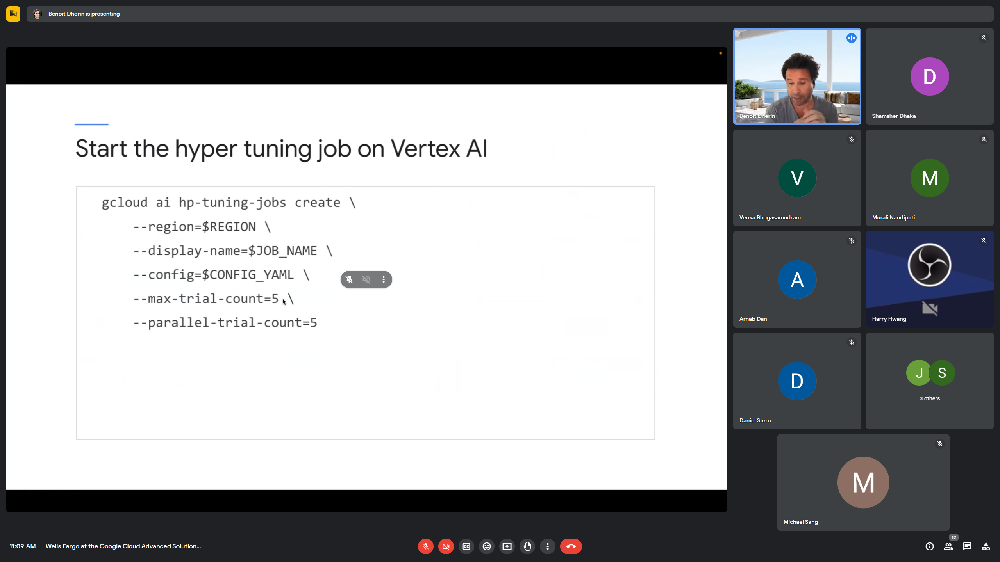 Benoit Dherin is presenting
Start the hyper tuning job on Vertex AI
gcloud ai hp-tuning-jobs create \
--region=$REGION \
--display-name=$JOB_NAME \
--config=$CONFIG_YAML \
--max-trial-count=5 \
--parallel-trial-count=5
Benoit Dherin
D
Shamsher Dhaka
V
Venka Bhogasamudram
M
Murali Nandipati
A
Arnab Dan
Harry Hwang
D
Daniel Stern
J S
3 others
M
Michael Sang
11:09 AM | Wells Fargo at the Google Cloud Advanced Solution...
CC
12